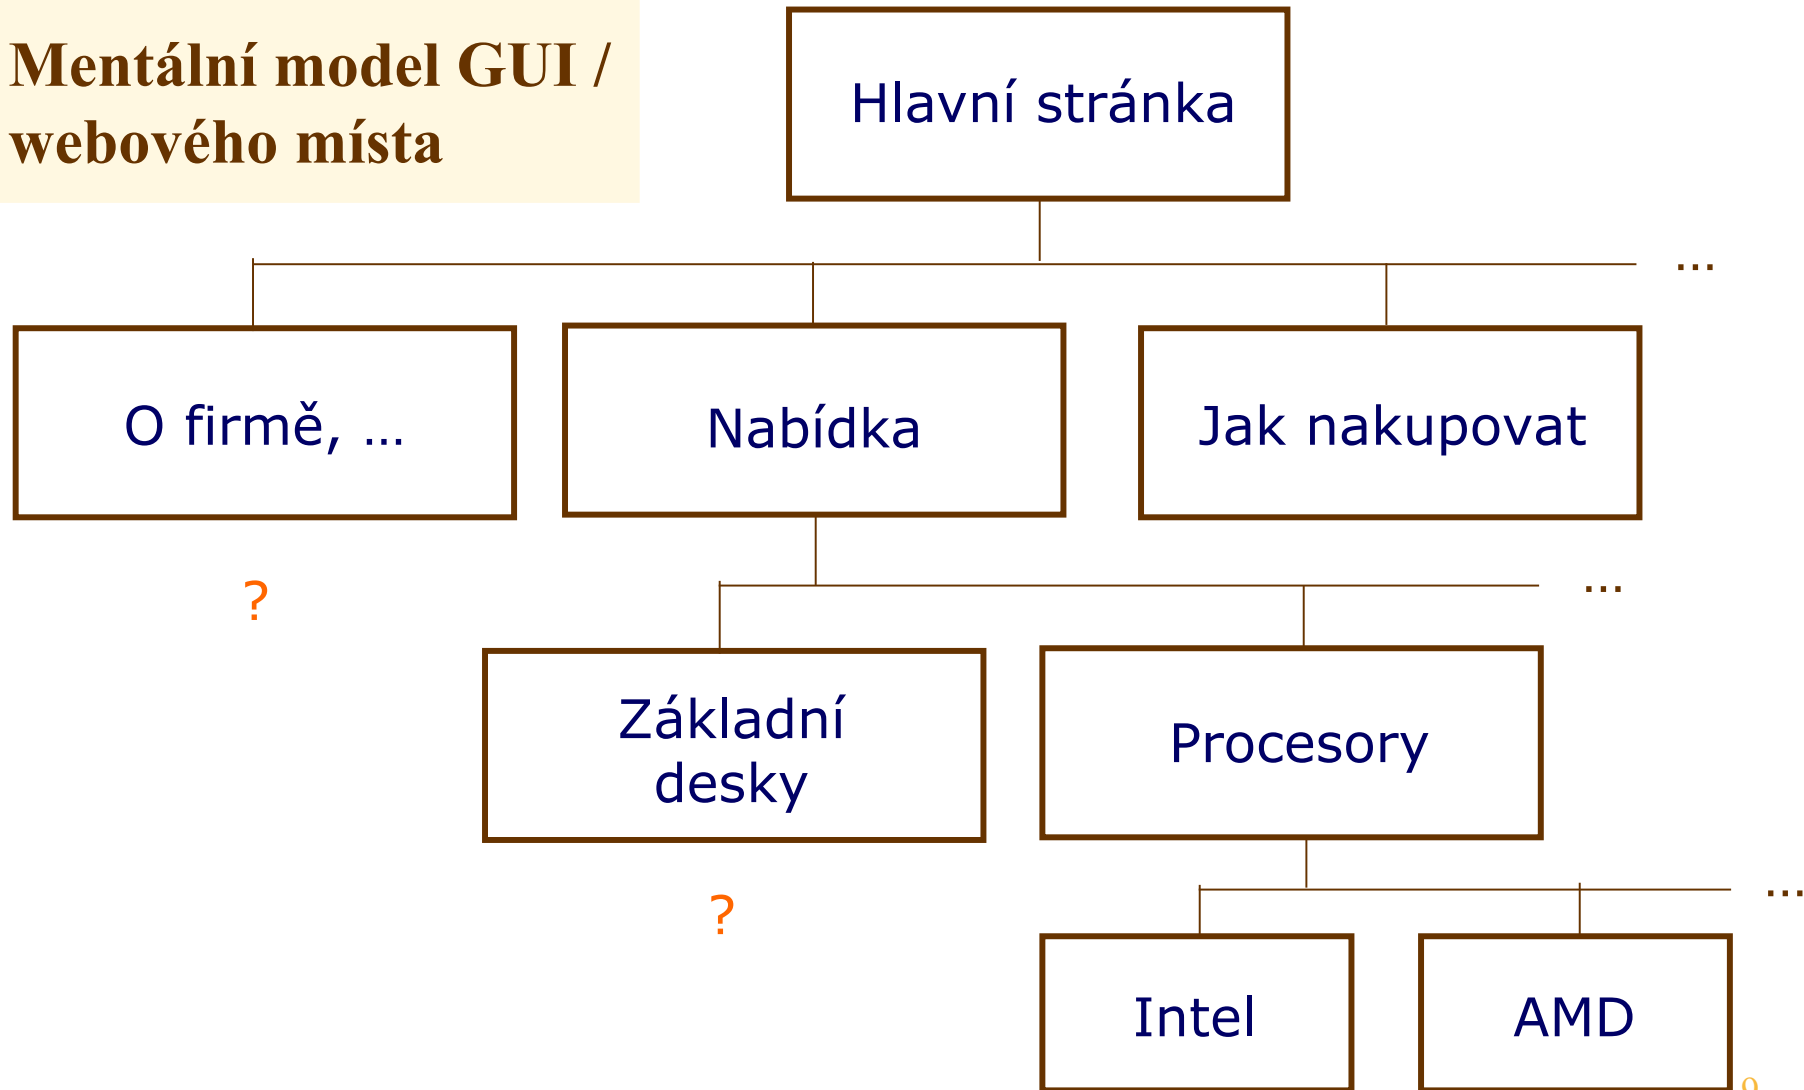 Mentální model GUI /
webového místa
Hlavní stránka
...
O firmě, ...
Nabídka
Jak nakupovat
?
...
Základní
desky
Procesory
?
...
Intel
AMD